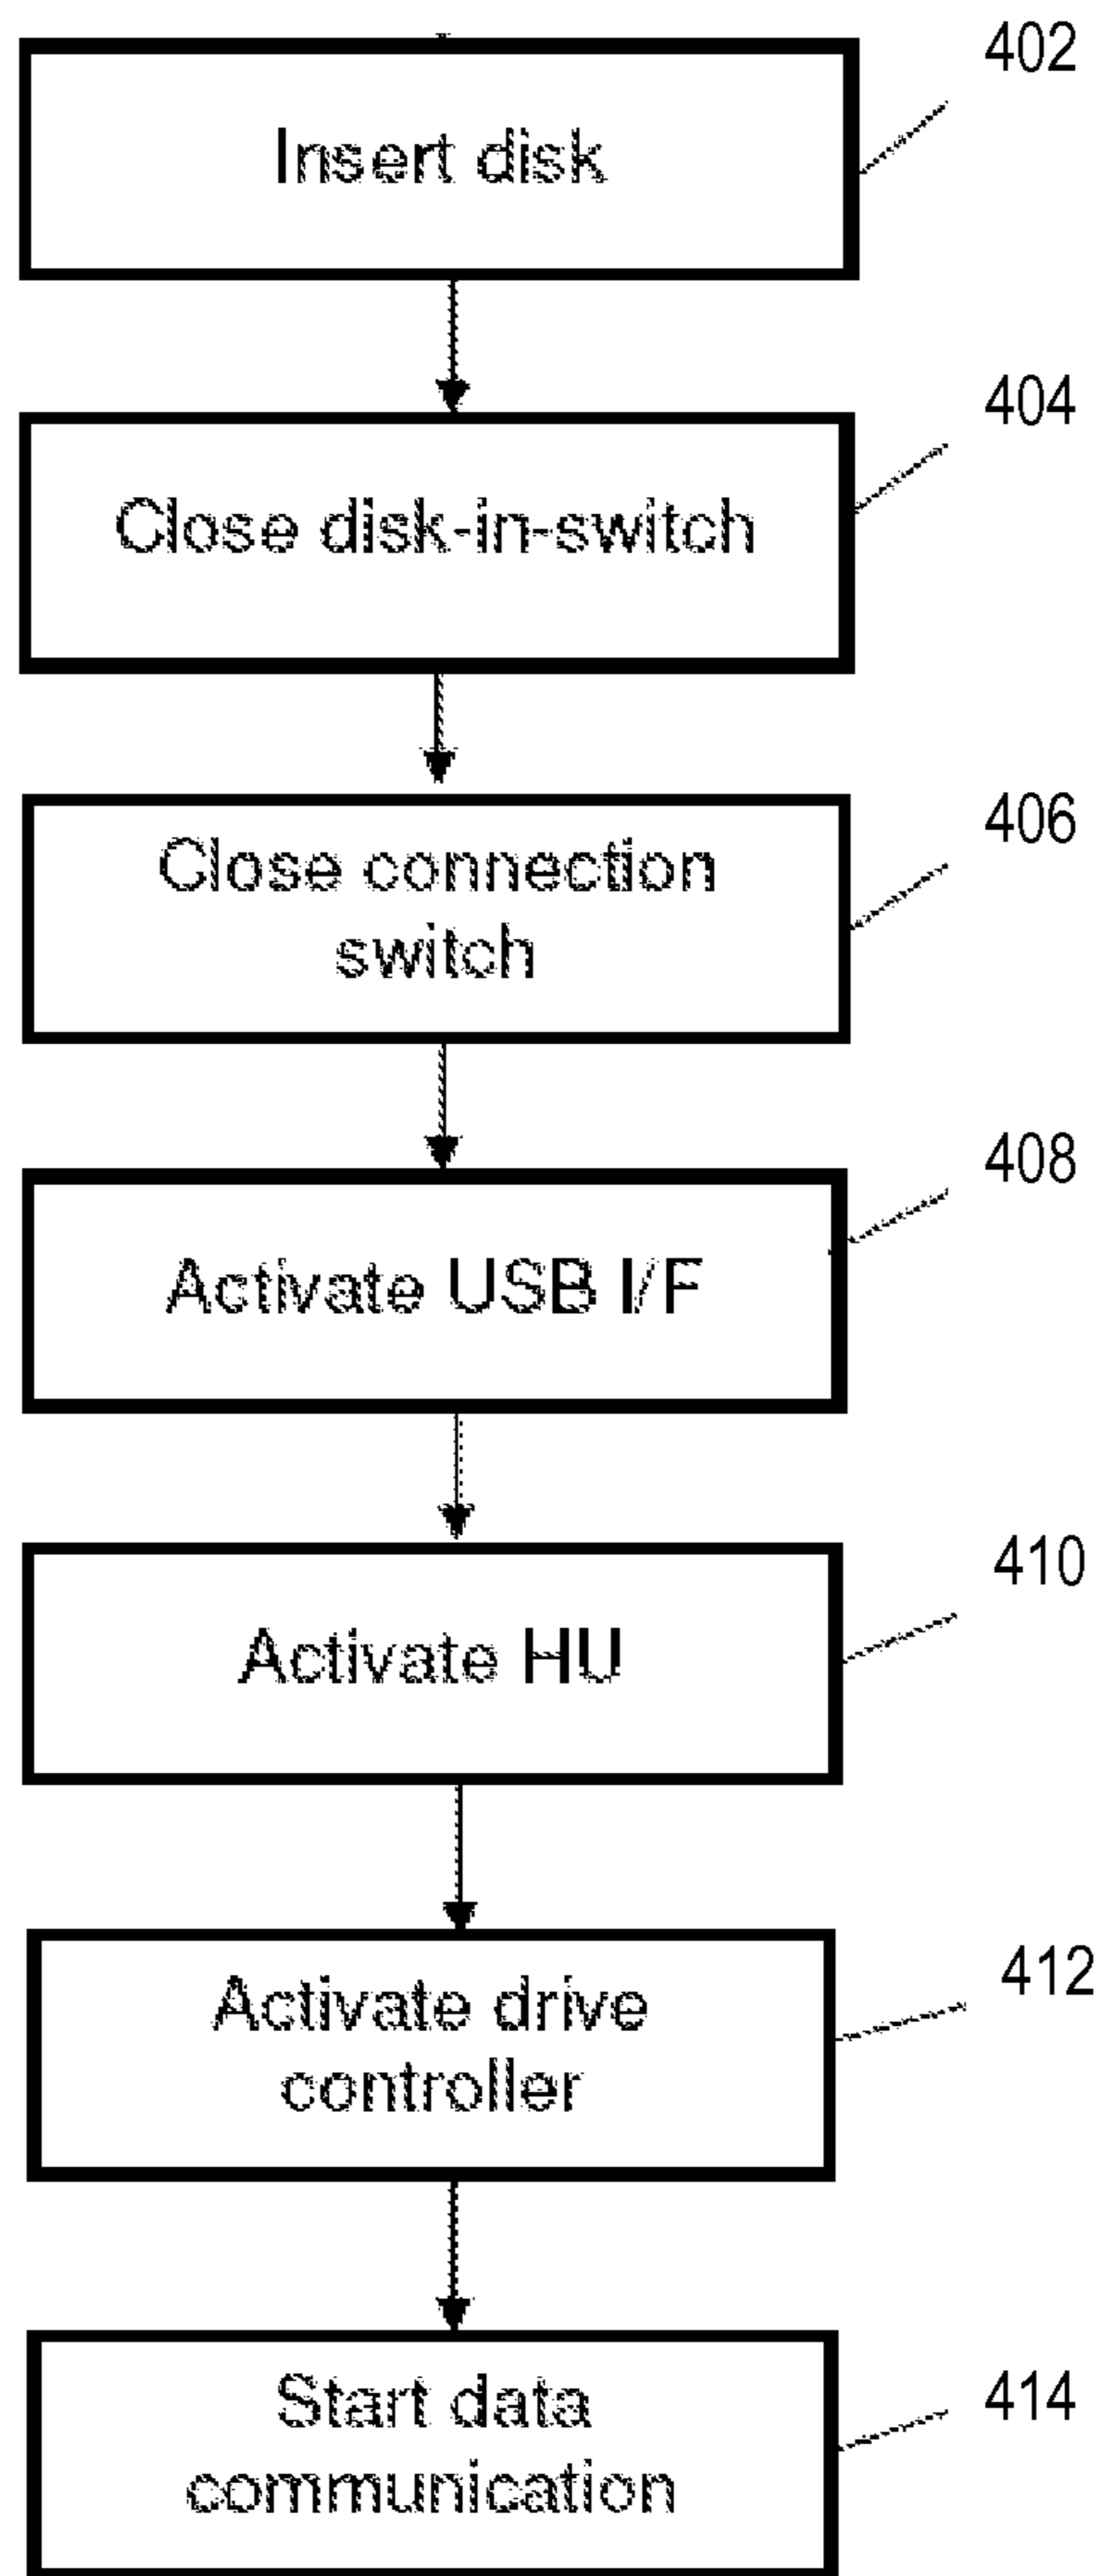 402
Insert disk
404
Close disk-in-switch
406
Close connection
switch
408
Activate USB I/F
410
Activate HU
412
Activate drive
controller
414
Start data
communication